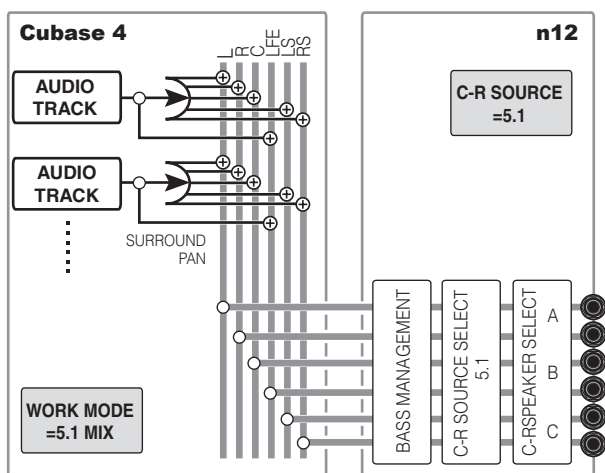 Cubase 4
n12
L
R
C
LFE
LS
RS
AUDIO
TRACK
C-R SOURCE
=5.1
AUDIO
TRACK
SURROUND
PAN
BASS MANAGEMENT
C-R SOURCE SELECT
5.1
C-RSPEAKER SELECT
A
B
C
WORK MODE
=5.1 MIX